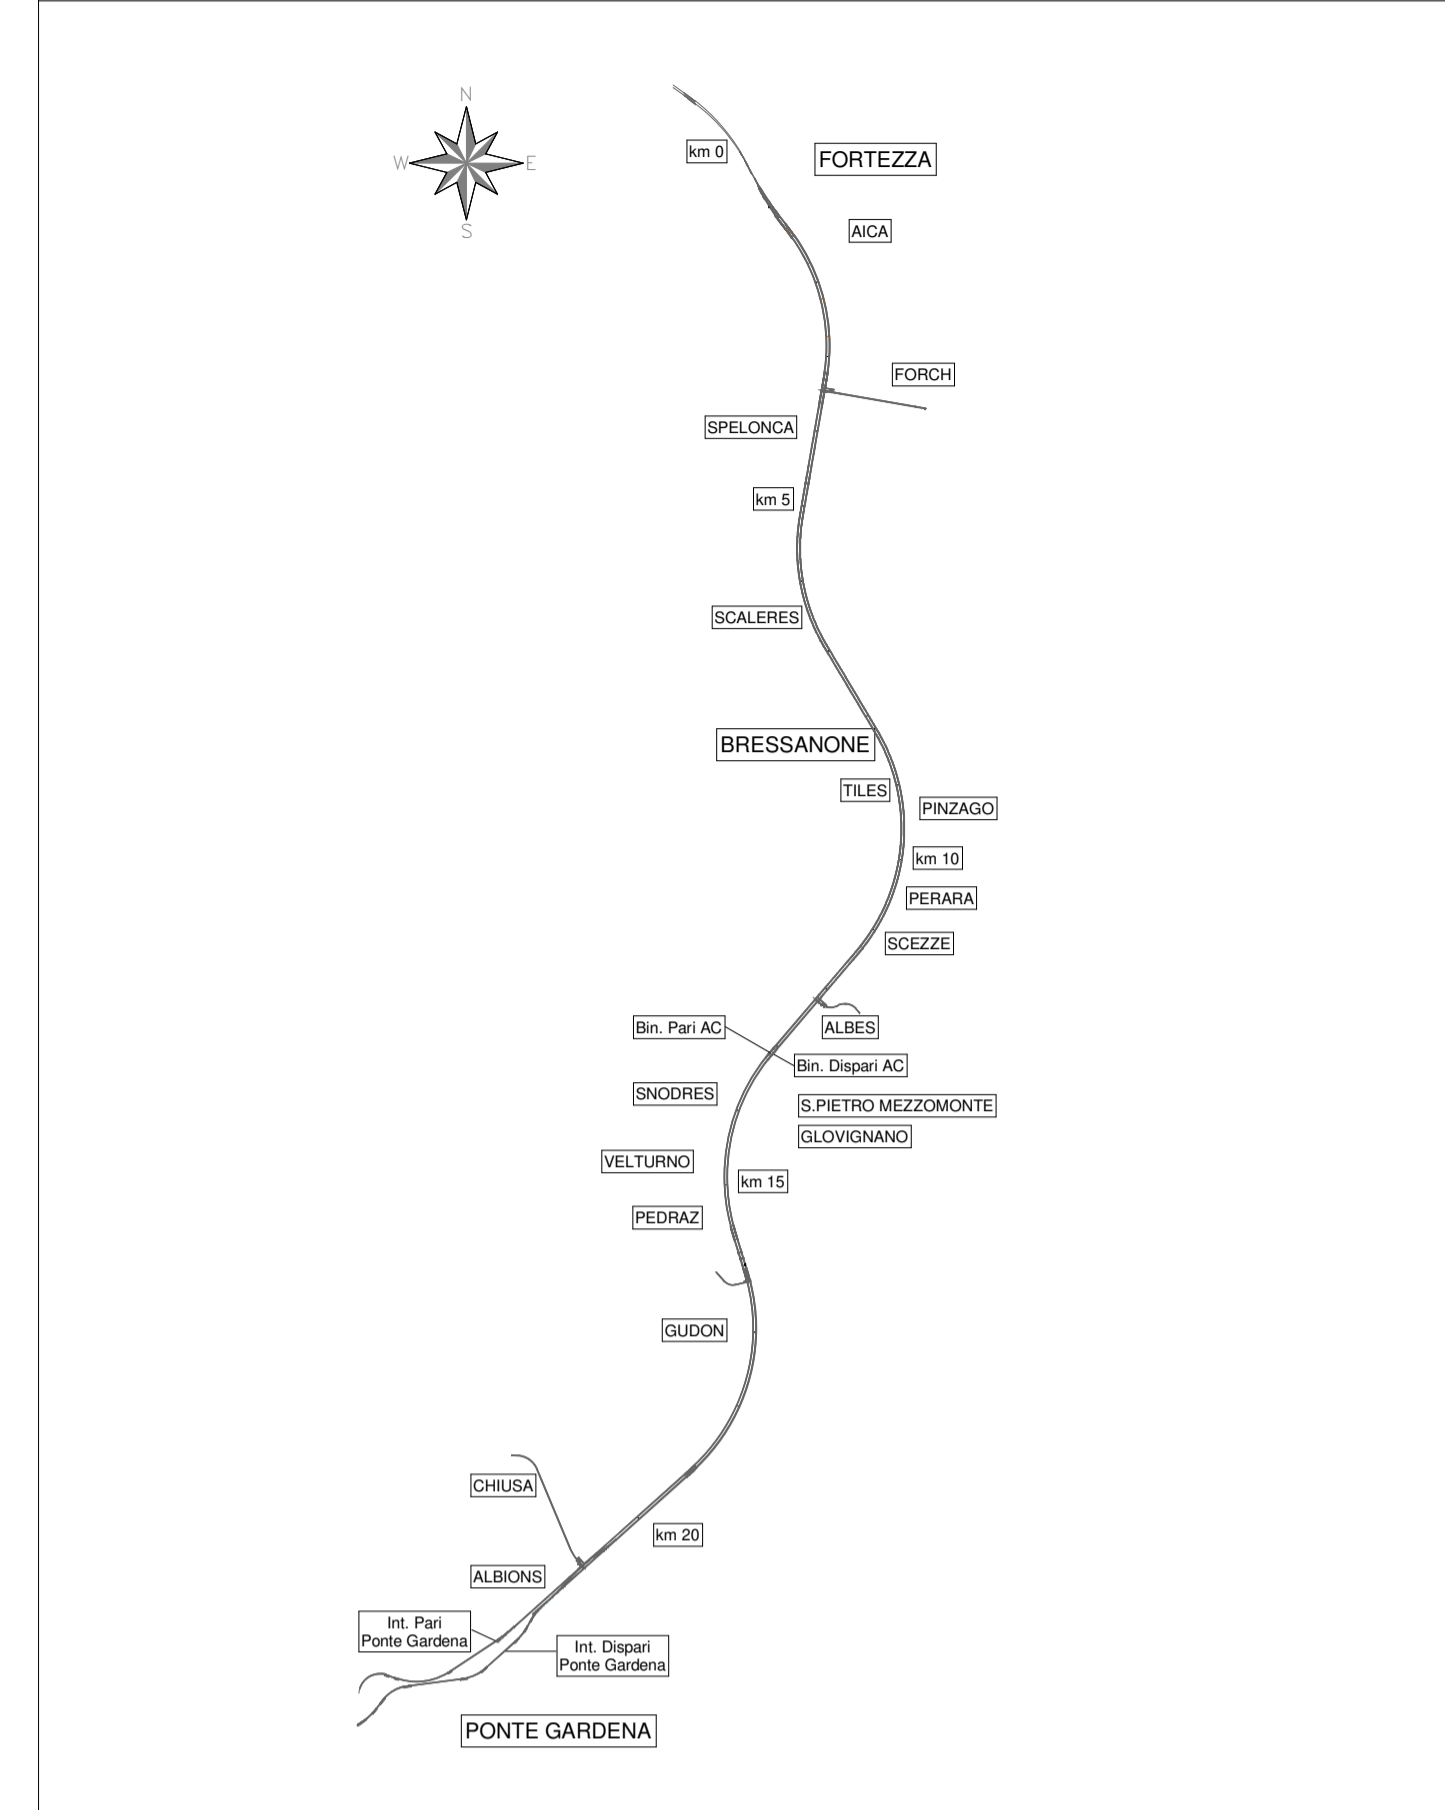 N
W
E
S
km 0
FORTEZZA
AICA
FORCH
SPELONCA
km 5
SCALERES
BRESSANONE
TILES
PINZAGO
km 10
PERARA
SCEZZE
Bin. Pari AC
ALBES
Bin. Dispari AC
SNODRES
S.PIETRO MEZZOMONTE
GLOVIGNANO
VELTURNO
km 15
PEDRAZ
GUDON
CHIUSA
km 20
ALBIONS
Int. Pari
Ponte Gardena
Int. Dispari
Ponte Gardena
PONTE GARDENA